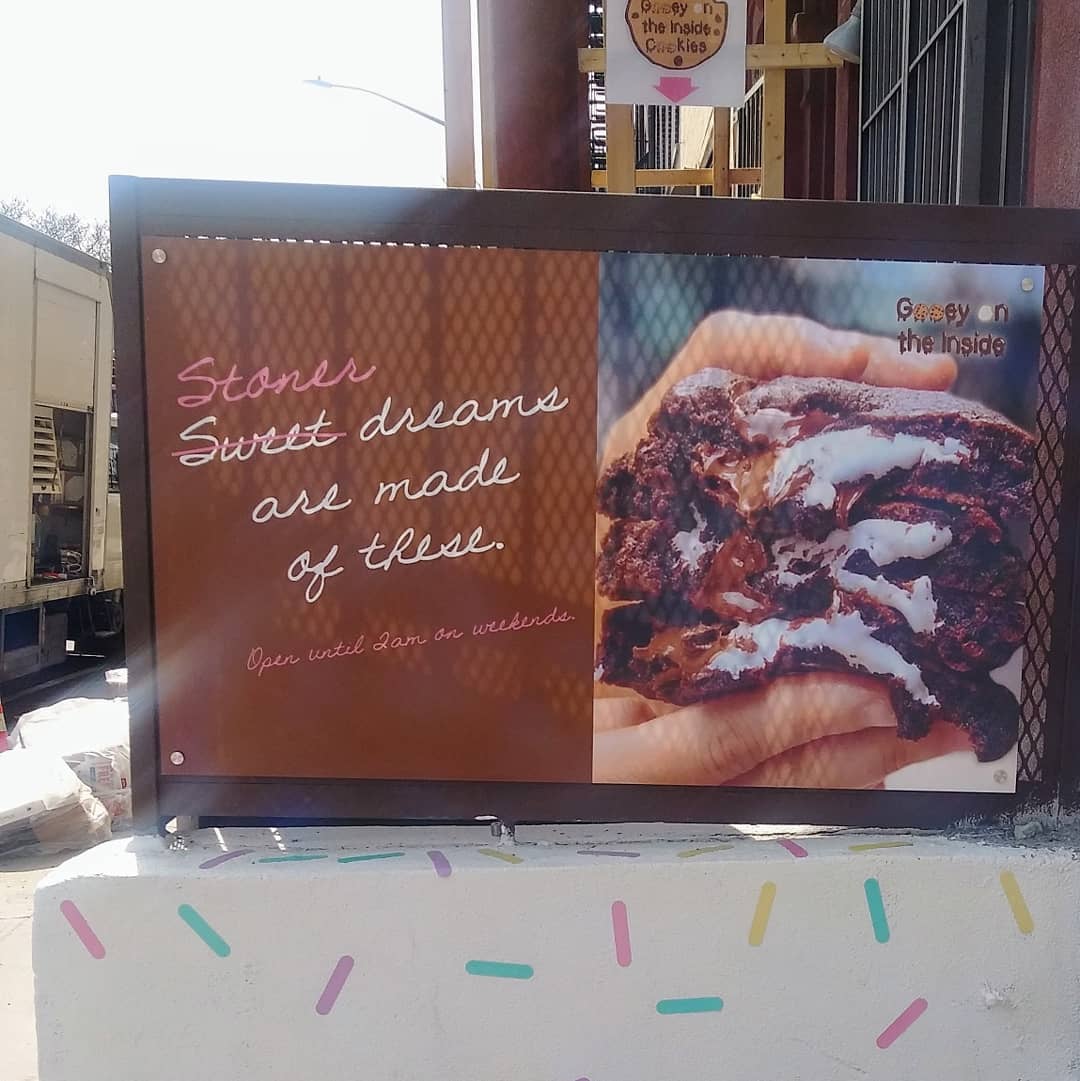 Gooey on
the Inside
Cookies
Gooey on
the Inside
Stoner
Sweet dreams
are made
of these.
Open until 2am on weekends.